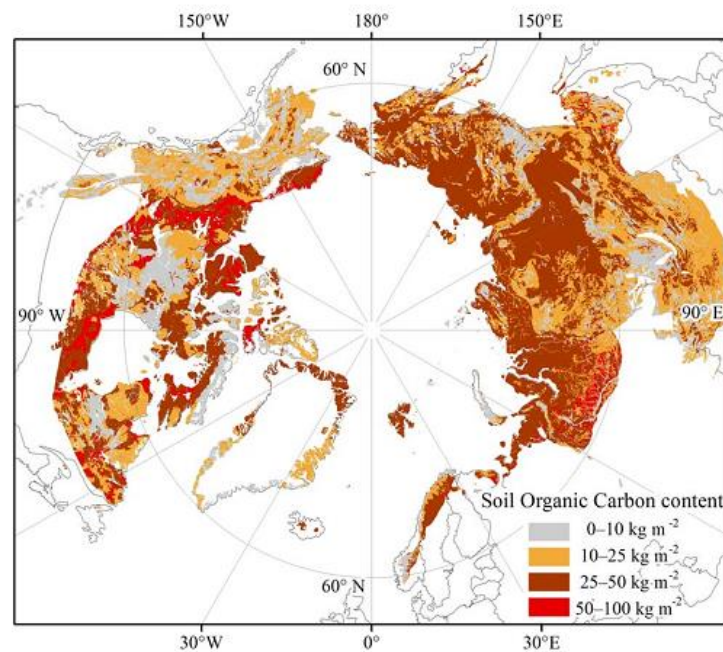 150°W 180° 150°E
60° N
90° W
90° E
Soil Organic Carbon content
0–10 kg m⁻²
10–25 kg m⁻²
25–50 kg m⁻²
50–100 kg m⁻²
60° N
30°W 0° 30°E